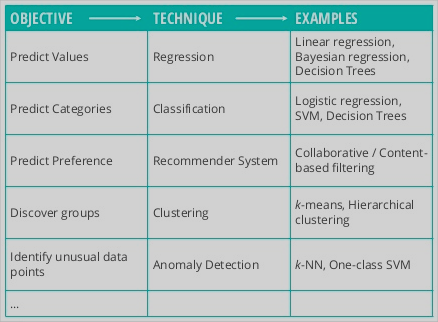 OBJECTIVE TECHNIQUE EXAMPLES
Predict Values
Regression
Linear regression,
Bayesian regression,
Decision Trees
Predict Categories
Classification
Logistic regression,
SVM, Decision Trees
Predict Preference
Recommender System
Collaborative / Content-
based filtering
Discover groups
Clustering
k-means, Hierarchical
clustering
Identify unusual data
points
Anomaly Detection
k-NN, One-class SVM
...